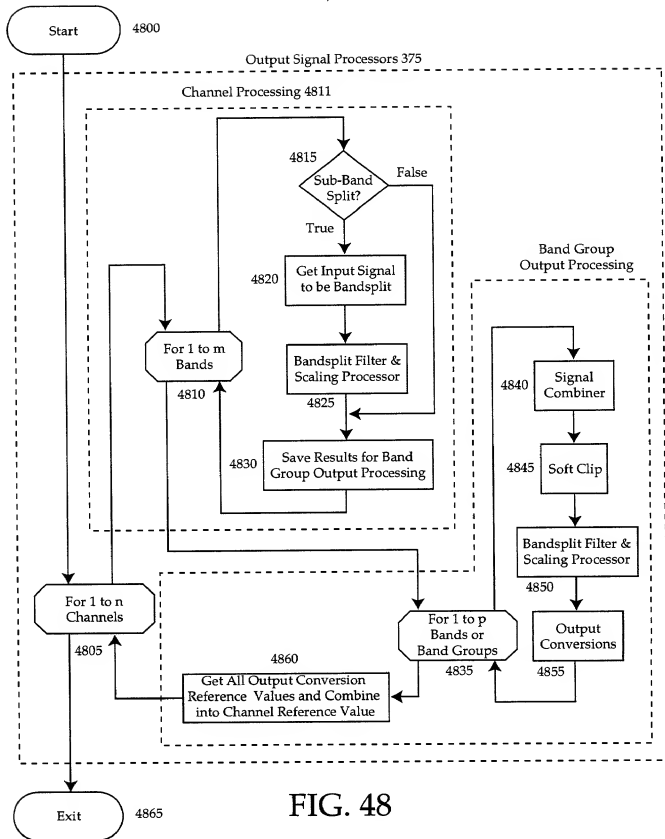 Start
4800
Output Signal Processors 375
Channel Processing 4811
4815
Sub-Band
Split?
False
True
4820
Get Input Signal
to be Bandsplit
Bandsplit Filter &
Scaling Processor
4825
For 1 to m
Bands
4810
4830
Save Results for Band
Group Output Processing
Band Group
Output Processing
4840
Signal
Combiner
4845
Soft Clip
Bandsplit Filter &
Scaling Processor
4850
Output
Conversions
4855
For 1 to p
Bands or
Band Groups
4835
For 1 to n
Channels
4805
4860
Get All Output Conversion
Reference Values and Combine
into Channel Reference Value
Exit
4865
FIG. 48